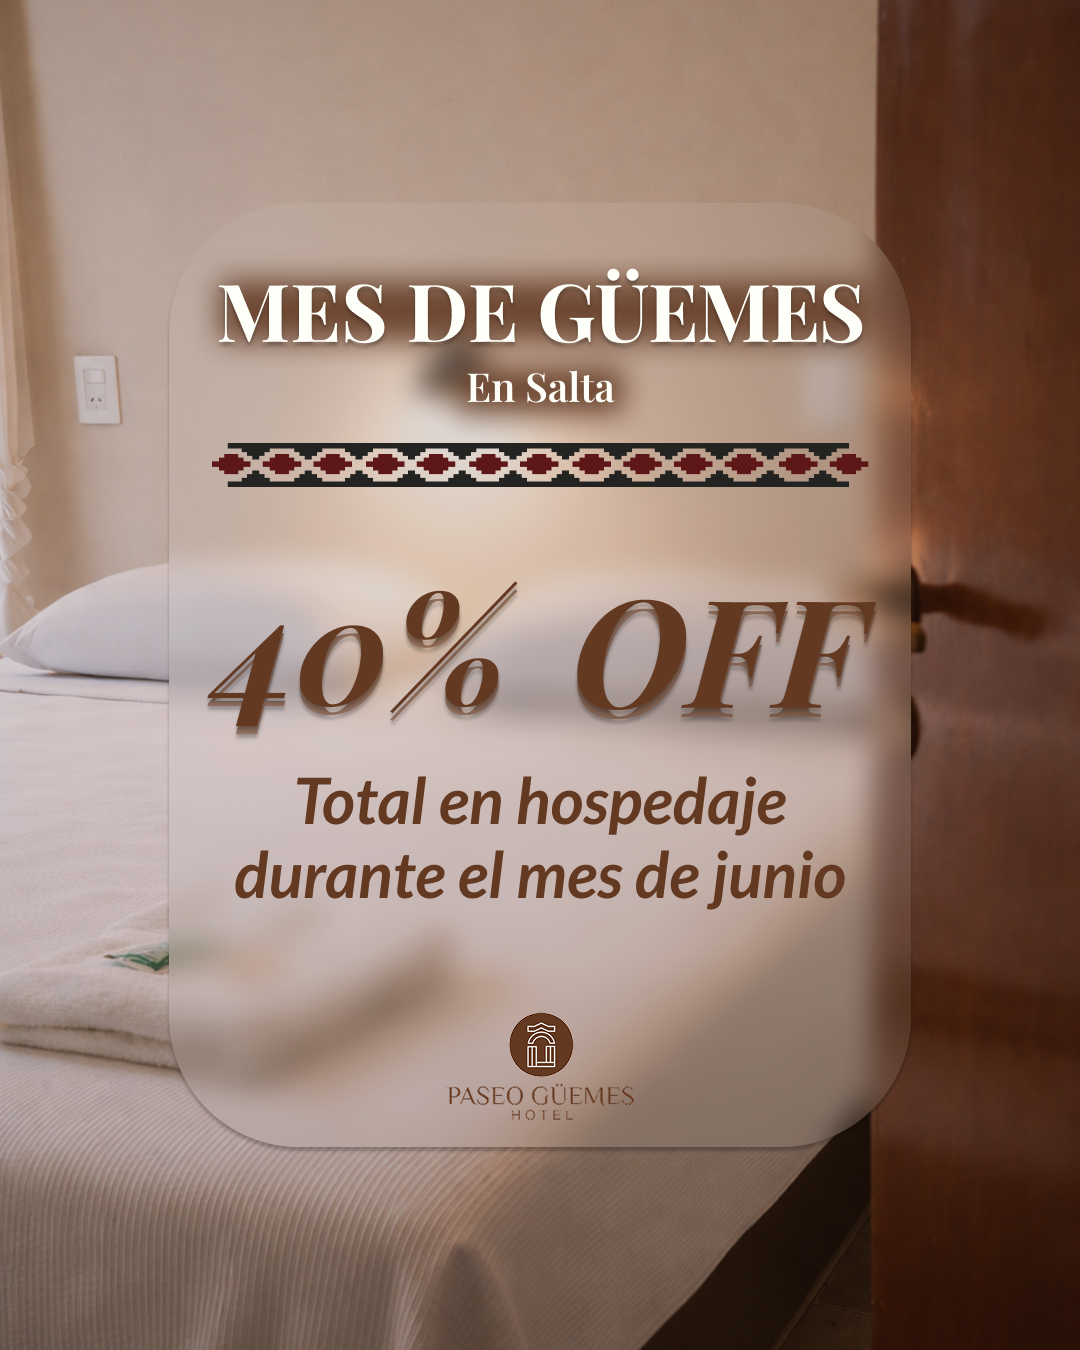 MES DE GÜEMES
En Salta
40% OFF
Total en hospedaje
durante el mes de junio
PASEO GÜEMES
HOTEL